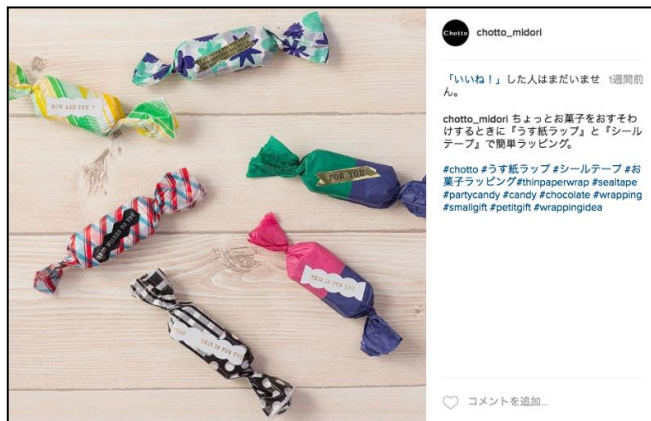 HOW ARE YOU ?
FOR YOU
BEST WISHES TO YOU
THIS IS FOR YOU
THIS IS FOR YOU
Chotto
chotto_midori
「いいね！」した人はまだいませ 1週間前
ん。
chotto_midori ちょっとお菓子をおすそわ
けするときに『うす紙ラップ』と『シール
テープ』で簡単ラッピング。
#chotto #うす紙ラップ #シールテープ #お
菓子ラッピング#thinpaperwrap #sealtape
#partycandy #candy #chocolate #wrapping
#smallgift #petitgift #wrappingidea
コメントを追加...